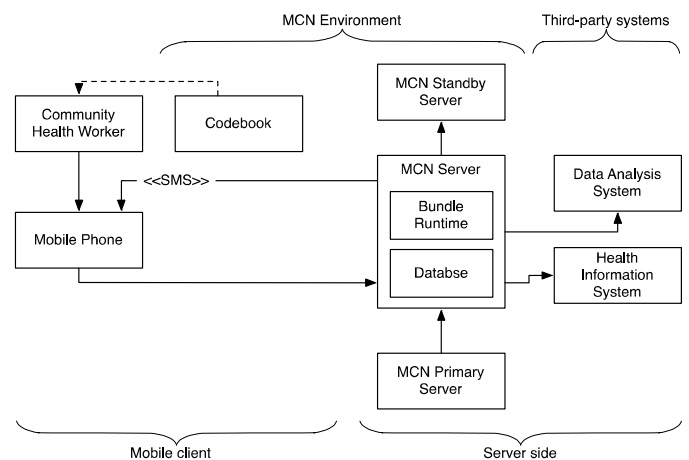 MCN Environment
Third-party systems
Community
Health Worker
Codebook
MCN Standby
Server
<<SMS>>
MCN Server
Bundle
Runtime
Data Analysis
System
Mobile Phone
Databse
Health
Information
System
MCN Primary
Server
Mobile client
Server side